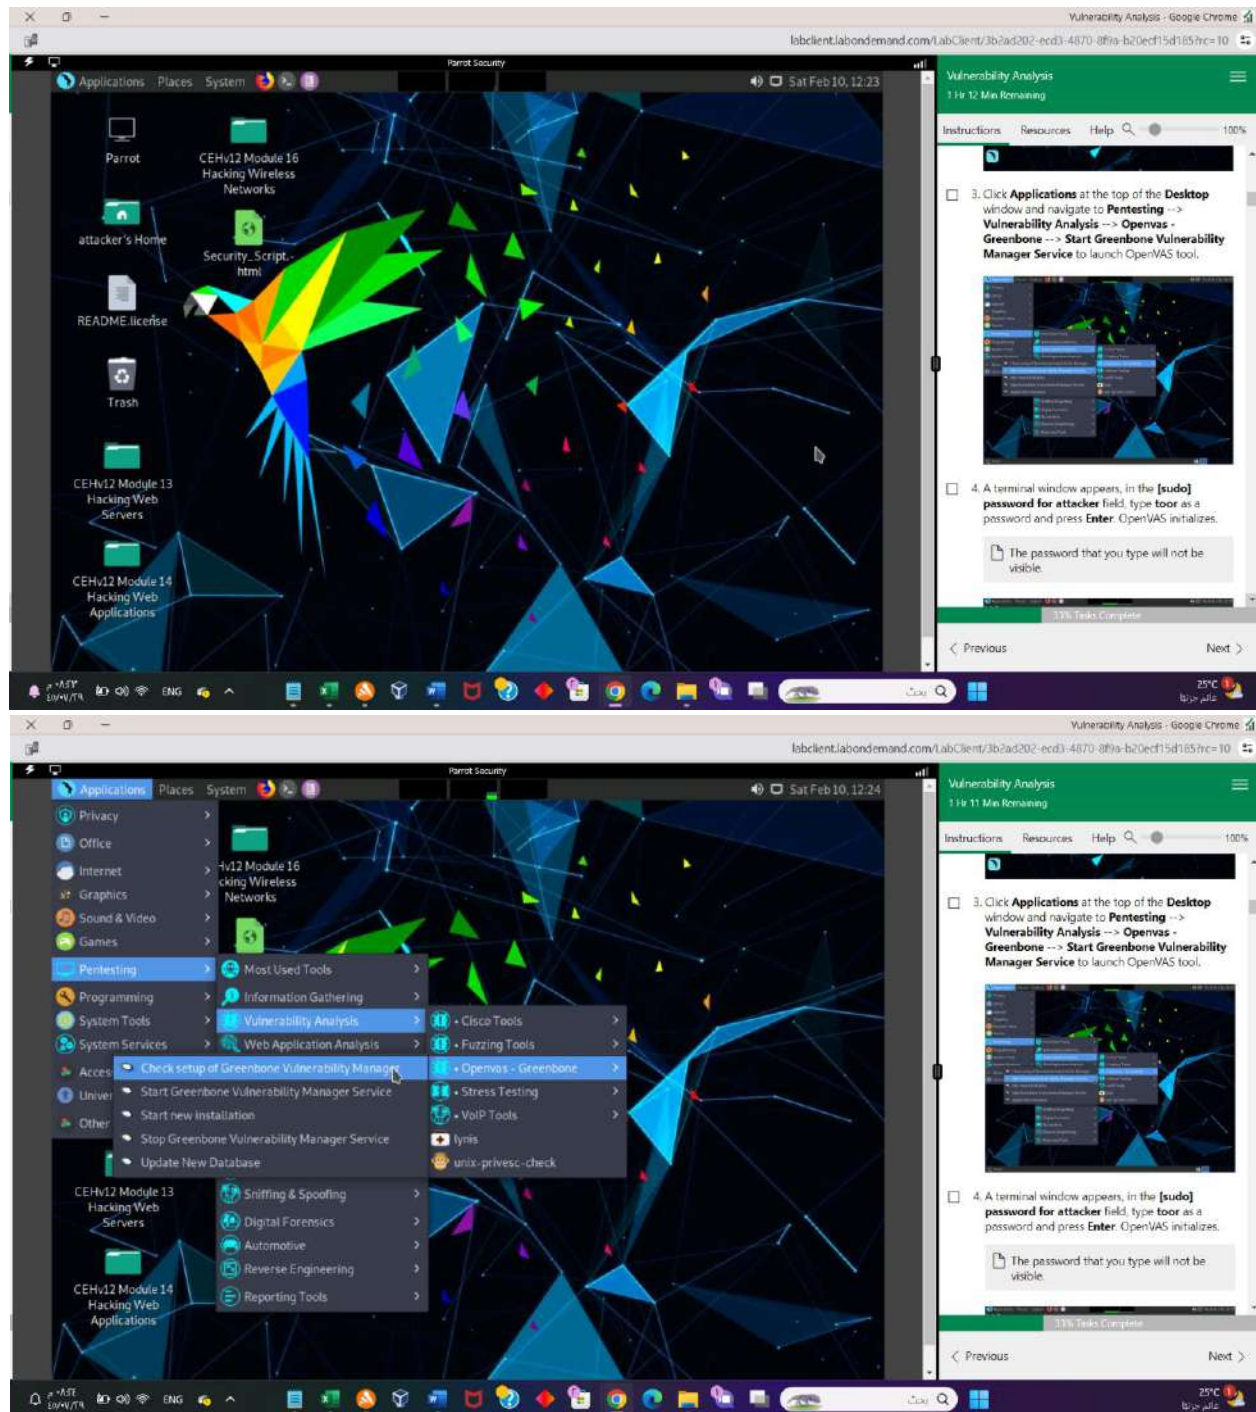 Vulnerability Analysis - Google Chrome
labclient.labondemand.com/LabClient/3b2ad202-ecd3-4870-8f9a-b20ecf15d185?rc=10
Parrot Security
Applications Places System
Sat Feb 10, 12:23
Parrot
CEHv12 Module 16
Hacking Wireless
Networks
attacker's Home
Security_Script.-
html
README.license
Trash
CEHv12 Module 13
Hacking Web
Servers
CEHv12 Module 14
Hacking Web
Applications
Vulnerability Analysis
1 Hr 12 Min Remaining
Instructions Resources Help 100%
3. Click Applications at the top of the Desktop
window and navigate to Pentesting -->
Vulnerability Analysis --> Openvas -
Greenbone --> Start Greenbone Vulnerability
Manager Service to launch OpenVAS tool.
4. A terminal window appears, in the [sudo]
password for attacker field, type toor as a
password and press Enter. OpenVAS initializes.
The password that you type will not be
visible.
33% Tasks Complete
< Previous Next >
ENG
بحث
25°C
Vulnerability Analysis - Google Chrome
labclient.labondemand.com/LabClient/3b2ad202-ecd3-4870-8f9a-b20ecf15d185?rc=10
Parrot Security
Applications Places System
Sat Feb 10, 12:24
Privacy
Office
Internet
Graphics
Sound & Video
Games
Pentesting
Programming
System Tools
System Services
Acces
Univer
Other
Hv12 Module 16
cking Wireless
Networks
Most Used Tools
Information Gathering
Vulnerability Analysis
Web Application Analysis
• Cisco Tools
• Fuzzing Tools
• Openvas - Greenbone
• Stress Testing
• VoIP Tools
lynis
unix-privesc-check
Check setup of Greenbone Vulnerability Manager
Start Greenbone Vulnerability Manager Service
Start new installation
Stop Greenbone Vulnerability Manager Service
Update New Database
Sniffing & Spoofing
Digital Forensics
Automotive
Reverse Engineering
Reporting Tools
CEHv12 Module 13
Hacking Web
Servers
CEHv12 Module 14
Hacking Web
Applications
Vulnerability Analysis
1 Hr 11 Min Remaining
Instructions Resources Help 100%
3. Click Applications at the top of the Desktop
window and navigate to Pentesting -->
Vulnerability Analysis --> Openvas -
Greenbone --> Start Greenbone Vulnerability
Manager Service to launch OpenVAS tool.
4. A terminal window appears, in the [sudo]
password for attacker field, type toor as a
password and press Enter. OpenVAS initializes.
The password that you type will not be
visible.
33% Tasks Complete
< Previous Next >
ENG
بحث
25°C